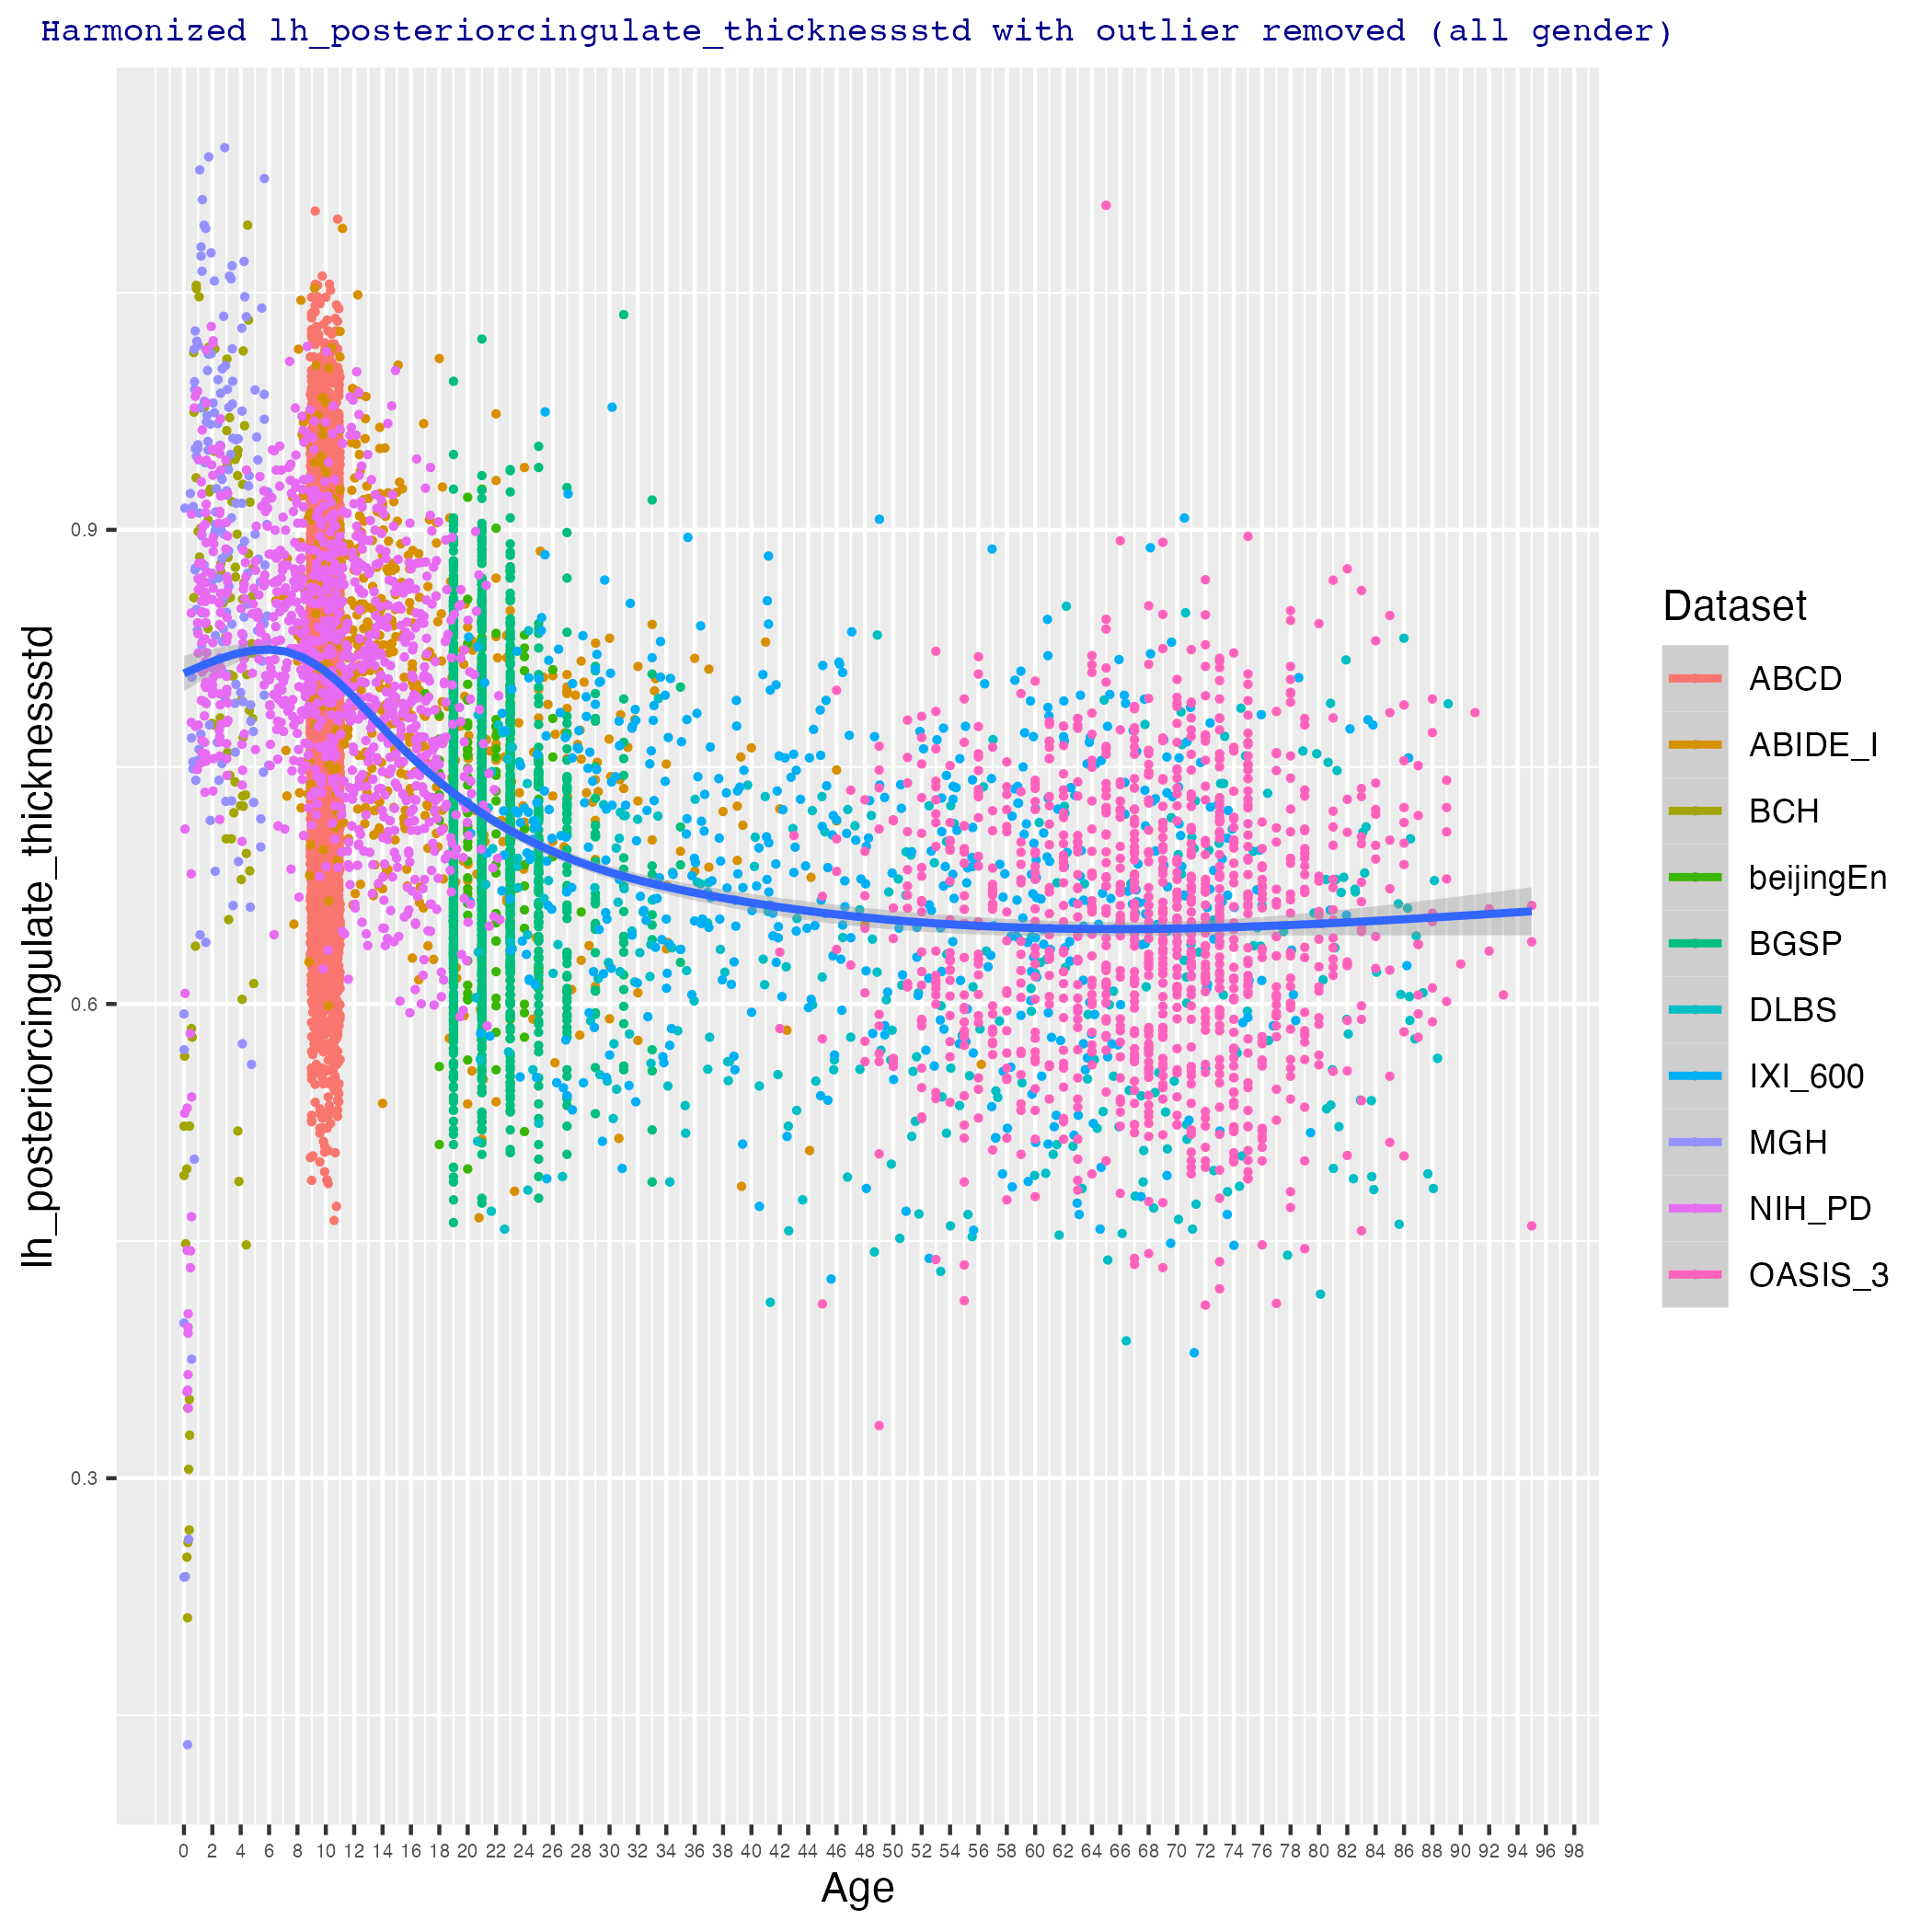 Harmonized lh_posteriorcingulate_thicknessstd with outlier removed (all gender)
lh_posteriorcingulate_thicknessstd
0.9
0.6
0.3
0 2 4 6 8 10 12 14 16 18 20 22 24 26 28 30 32 34 36 38 40 42 44 46 48 50 52 54 56 58 60 62 64 66 68 70 72 74 76 78 80 82 84 86 88 90 92 94 96 98
Age
Dataset
ABCD
ABIDE_I
BCH
beijingEn
BGSP
DLBS
IXI_600
MGH
NIH_PD
OASIS_3